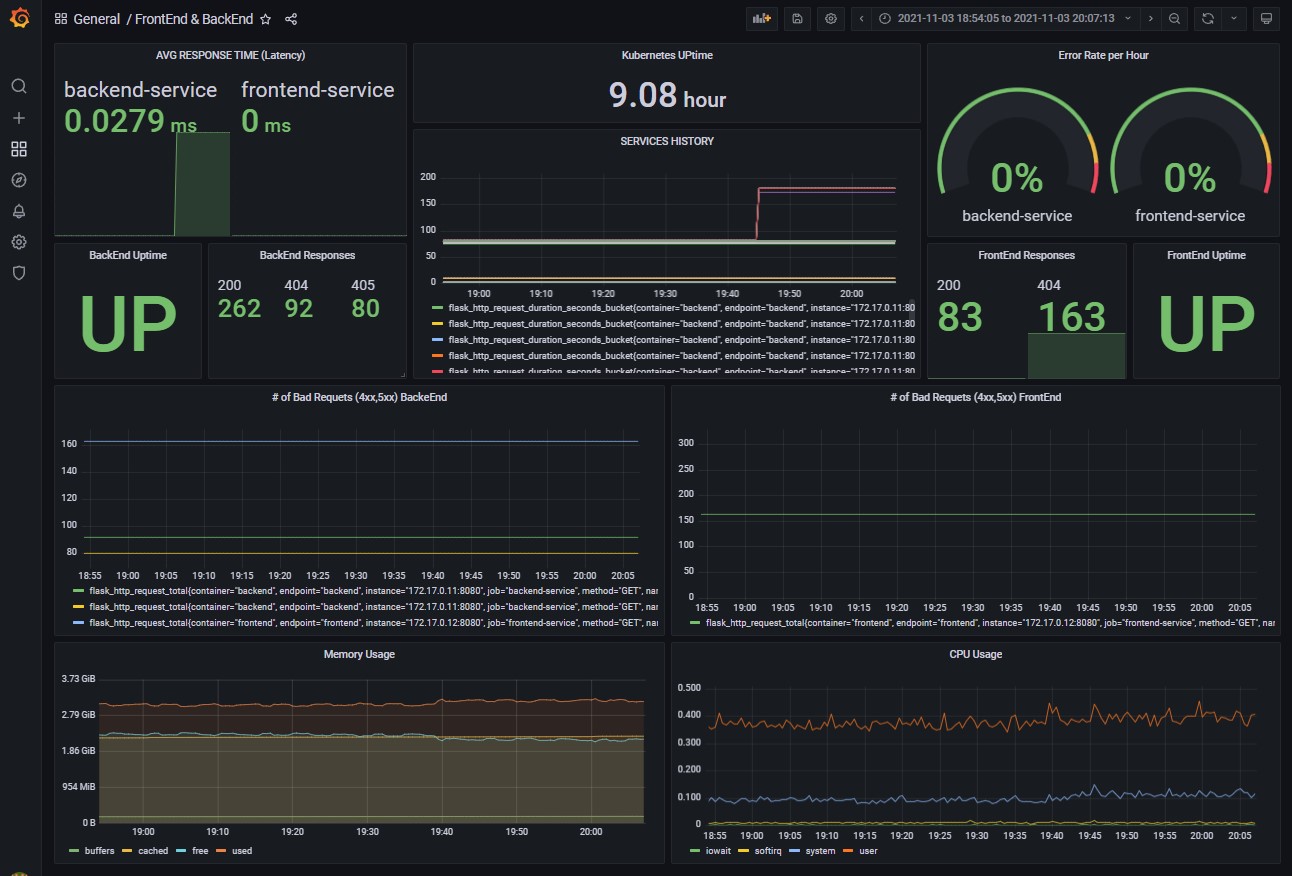 General / FrontEnd & BackEnd
2021-11-03 18:54:05 to 2021-11-03 20:07:13
AVG RESPONSE TIME (Latency)
backend-service
0.0279 ms
frontend-service
0 ms
Kubernetes UPtime
9.08 hour
Error Rate per Hour
0%
backend-service
0%
frontend-service
SERVICES HISTORY
200
150
100
50
0
19:00 19:10 19:20 19:30 19:40 19:50 20:00
flask_http_request_duration_seconds_bucket{container="backend", endpoint="backend", instance="172.17.0.11:80
flask_http_request_duration_seconds_bucket{container="backend", endpoint="backend", instance="172.17.0.11:80
flask_http_request_duration_seconds_bucket{container="backend", endpoint="backend", instance="172.17.0.11:80
flask_http_request_duration_seconds_bucket{container="backend", endpoint="backend", instance="172.17.0.11:80
flask_http_request_duration_seconds_bucket{container="backend", endpoint="backend", instance="172.17.0.11:80
BackEnd Uptime
UP
BackEnd Responses
200 404 405
262 92 80
FrontEnd Responses
200 404
83 163
FrontEnd Uptime
UP
# of Bad Requets (4xx,5xx) BackeEnd
160
140
120
100
80
18:55 19:00 19:05 19:10 19:15 19:20 19:25 19:30 19:35 19:40 19:45 19:50 19:55 20:00 20:05
flask_http_request_total{container="backend", endpoint="backend", instance="172.17.0.11:8080", job="backend-service", method="GET", nar
flask_http_request_total{container="backend", endpoint="backend", instance="172.17.0.11:8080", job="backend-service", method="GET", nar
flask_http_request_total{container="frontend", endpoint="frontend", instance="172.17.0.12:8080", job="frontend-service", method="GET", na
# of Bad Requets (4xx,5xx) FrontEnd
300
250
200
150
100
50
0
18:55 19:00 19:05 19:10 19:15 19:20 19:25 19:30 19:35 19:40 19:45 19:50 19:55 20:00 20:05
flask_http_request_total{container="frontend", endpoint="frontend", instance="172.17.0.12:8080", job="frontend-service", method="GET", na
Memory Usage
3.73 GiB
2.79 GiB
1.86 GiB
954 MiB
0 B
19:00 19:10 19:20 19:30 19:40 19:50 20:00
buffers cached free used
CPU Usage
0.500
0.400
0.300
0.200
0.100
0
18:55 19:00 19:05 19:10 19:15 19:20 19:25 19:30 19:35 19:40 19:45 19:50 19:55 20:00 20:05
iowait softirq system user